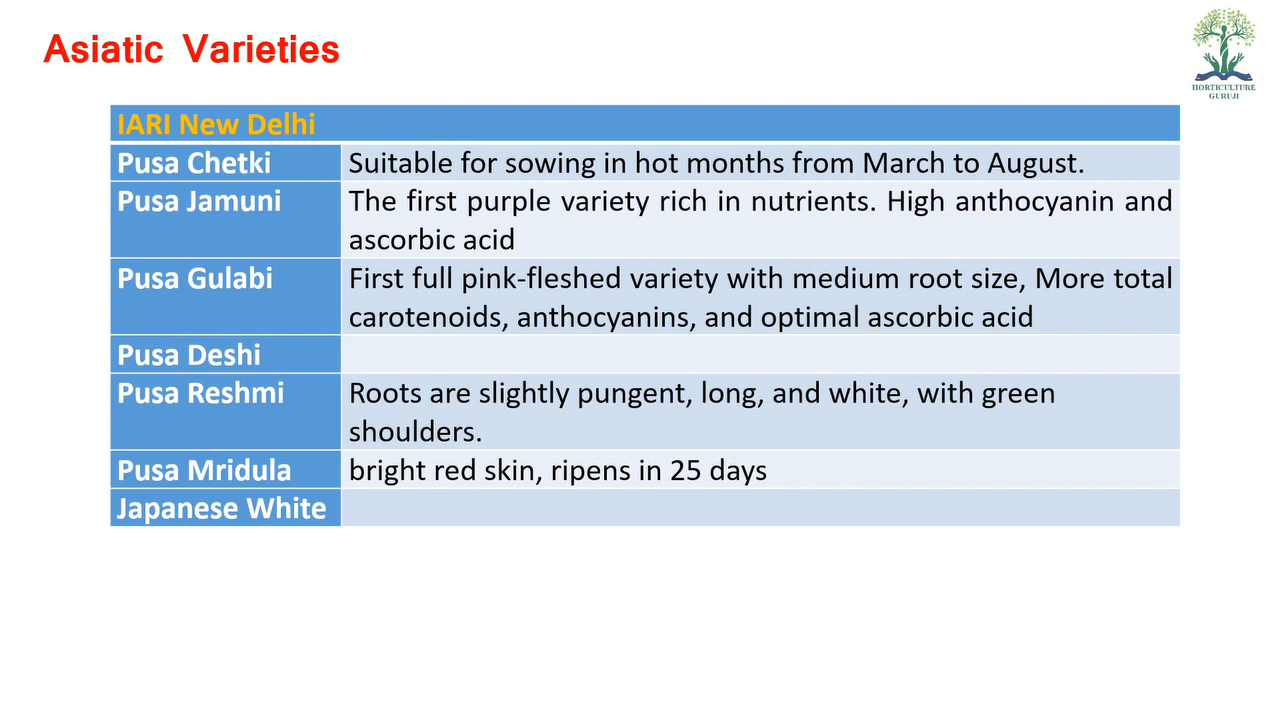 Asiatic Varieties
HORTICULTURE
GURUJI
IARI New Delhi
Pusa Chetki Suitable for sowing in hot months from March to August.
Pusa Jamuni The first purple variety rich in nutrients. High anthocyanin and
ascorbic acid
Pusa Gulabi First full pink-fleshed variety with medium root size, More total
carotenoids, anthocyanins, and optimal ascorbic acid
Pusa Deshi
Pusa Reshmi Roots are slightly pungent, long, and white, with green
shoulders.
Pusa Mridula bright red skin, ripens in 25 days
Japanese White